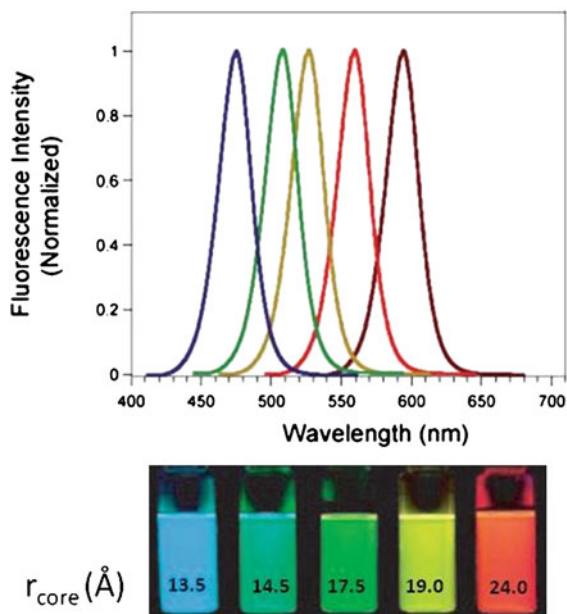 Fluorescence Intensity
(Normalized)
1
0.8
0.6
0.4
0.2
0
400 450 500 550 600 650 700
Wavelength (nm)
r_core (Å) 13.5 14.5 17.5 19.0 24.0